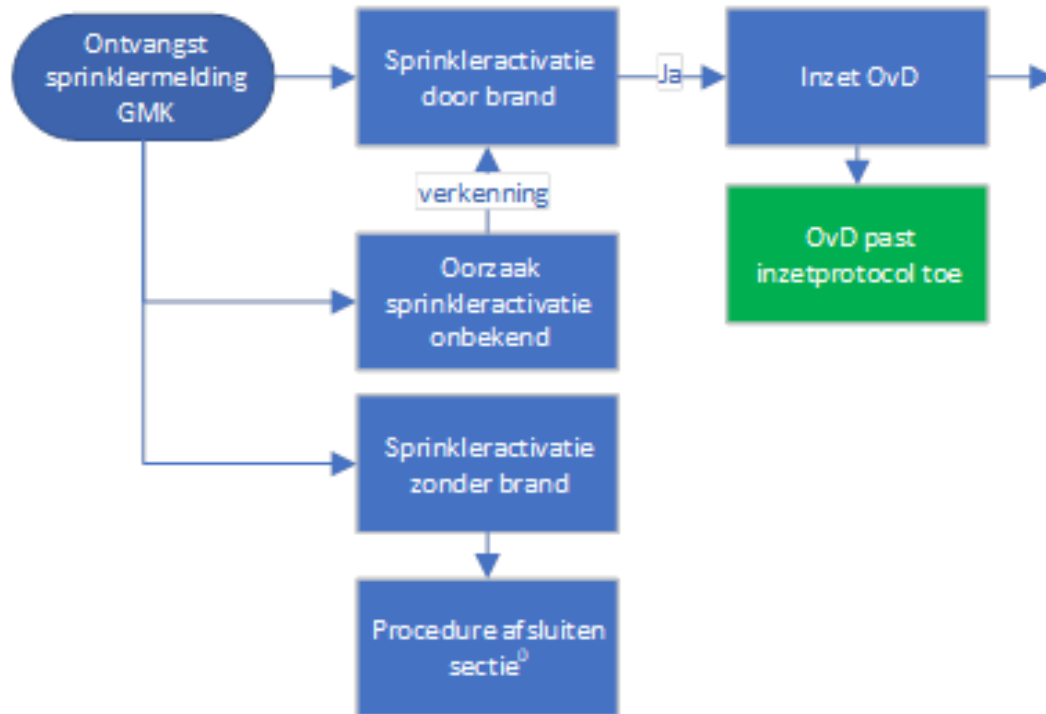 Ontvangst
sprinklermelding
GMK
Sprinkleractivatie
door brand
Ja
Inzet OvD
verkenning
OvD past
inzetprotocol toe
Oorzaak
sprinkleractivatie
onbekend
Sprinkleractivatie
zonder brand
Procedure afsluiten
sectie